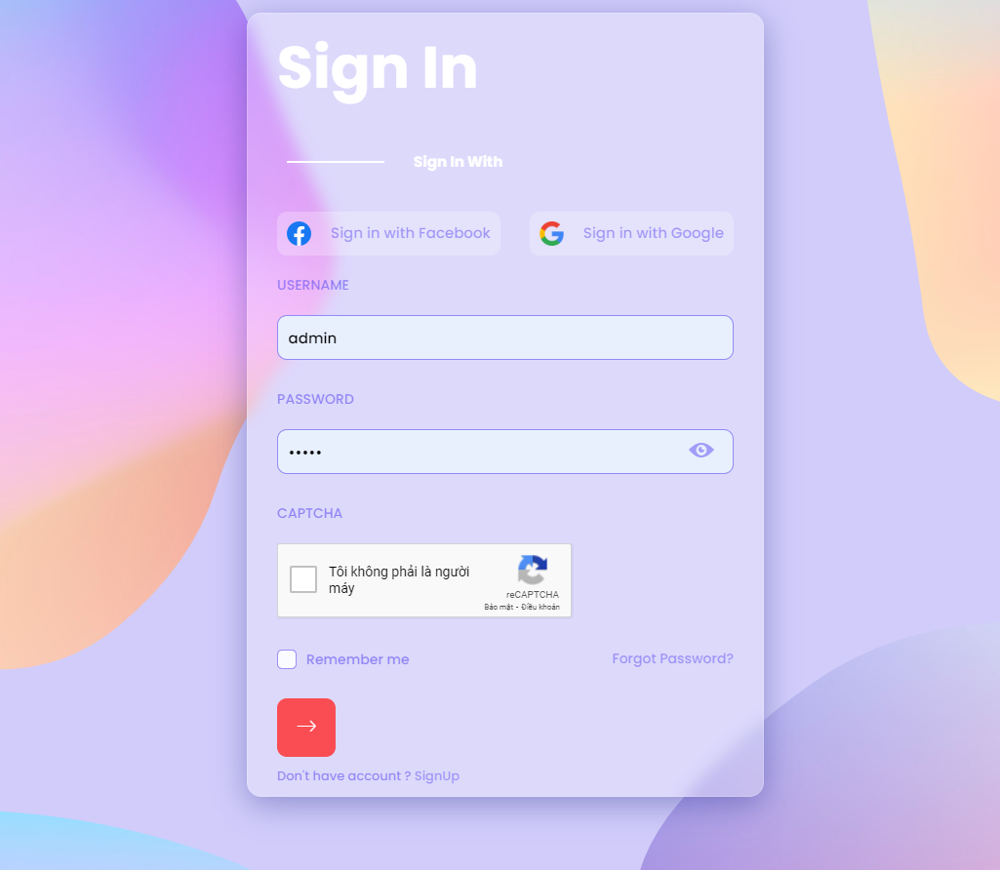 Sign In
Sign In With
Sign in with Facebook
Sign in with Google
USERNAME
admin
PASSWORD
•••••
CAPTCHA
Tôi không phải là người
máy
reCAPTCHA
Bảo mật - Điều khoản
Remember me
Forgot Password?
Don't have account ? SignUp